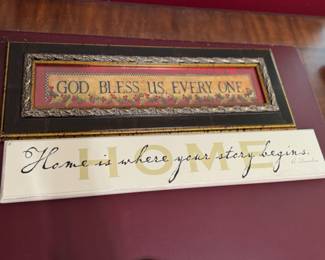 GOD BLESS US, EVERY ONE
HOME
Home is where your story begins.